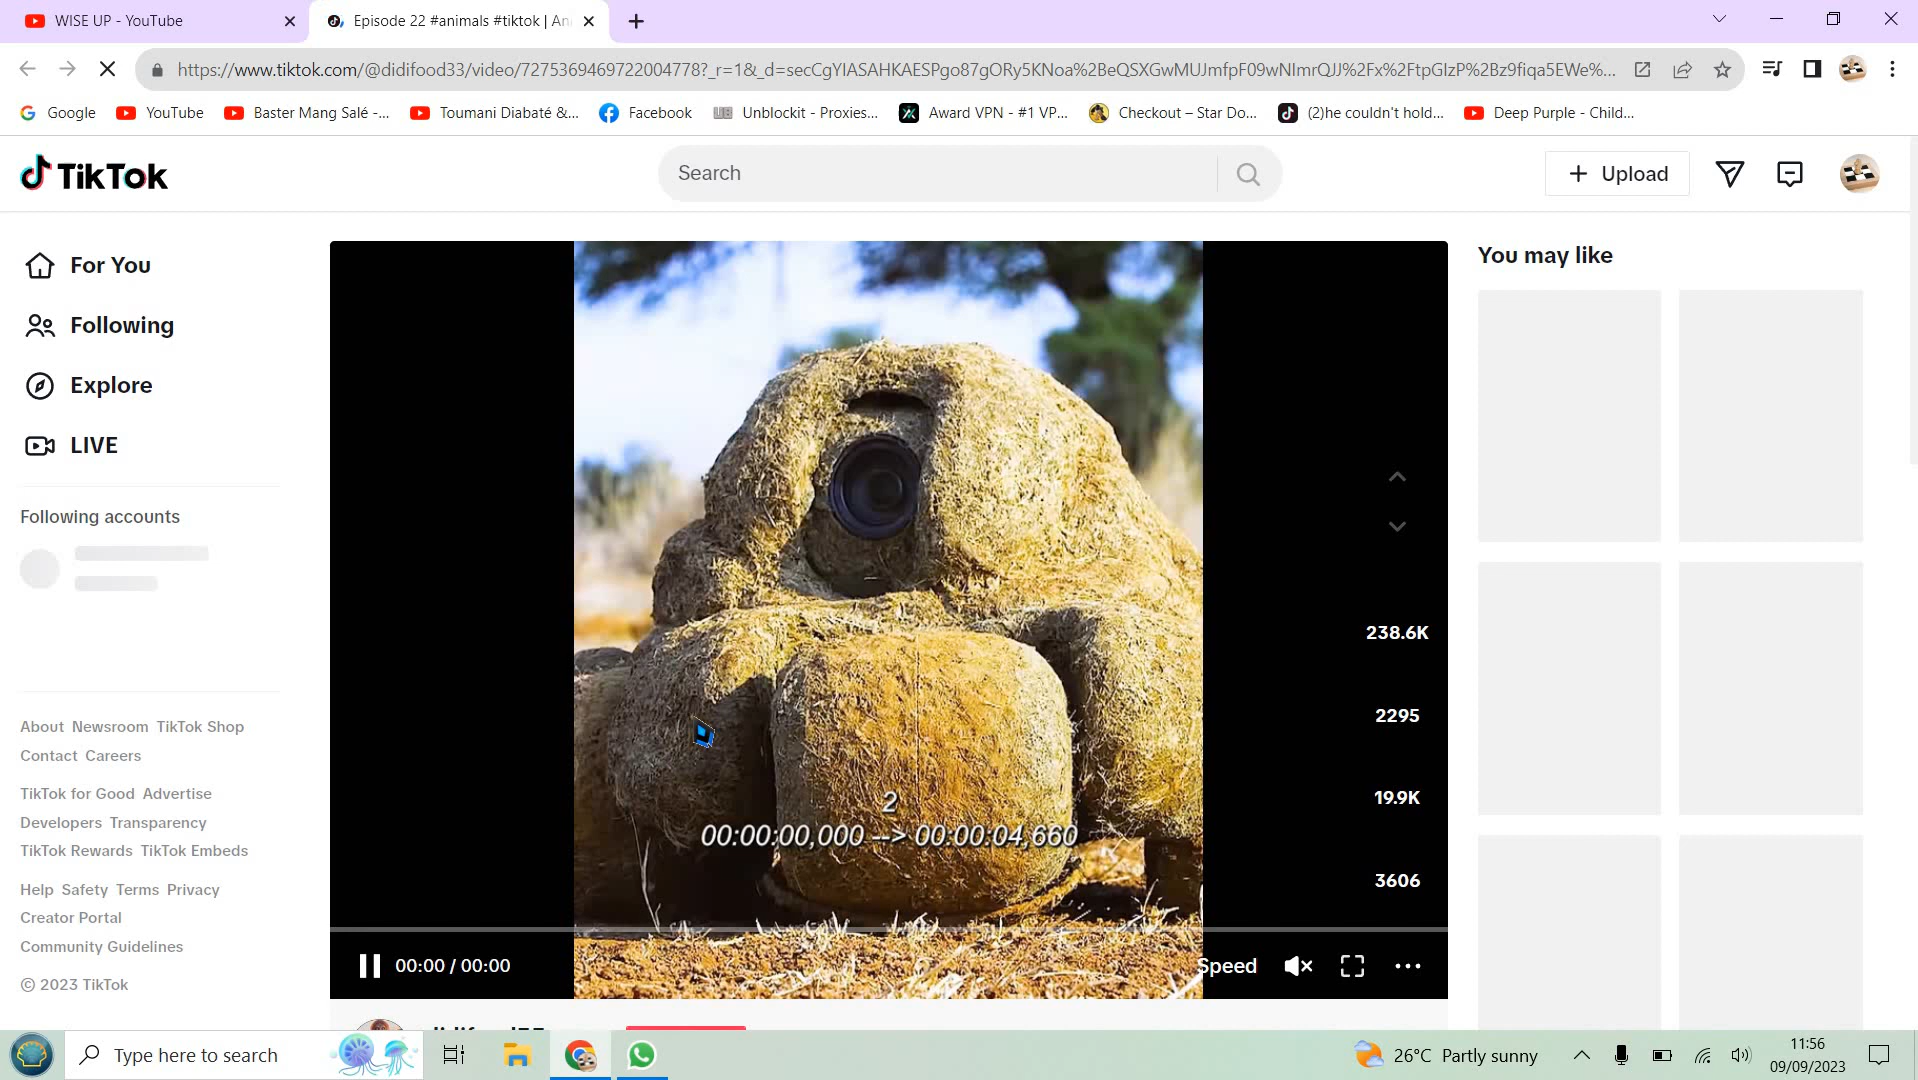 WISE UP - YouTube
Episode 22 #animals #tiktok | An
https://www.tiktok.com/@didifood33/video/7275369469722004778?_r=1&_d=secCgYIASAHKAESPgo87gORy5KNoa%2BeQSXGwMUJmfpF09wNlmrQJJ%2Fx%2FtpGIzP%2Bz9fiqa5EWe%...
Google YouTube Baster Mang Salé -... Toumani Diabaté &... Facebook Unblockit - Proxies... Award VPN - #1 VP... Checkout – Star Do... (2)he couldn't hold... Deep Purple - Child...
TikTok
Search
Upload
For You
Following
Explore
LIVE
Following accounts
About Newsroom TikTok Shop
Contact Careers
TikTok for Good Advertise
Developers Transparency
TikTok Rewards TikTok Embeds
Help Safety Terms Privacy
Creator Portal
Community Guidelines
© 2023 TikTok
2
00:00:00,000 --> 00:00:04,660
238.6K
2295
19.9K
3606
00:00 / 00:00
Speed
You may like
Type here to search
26°C Partly sunny
11:56
09/09/2023